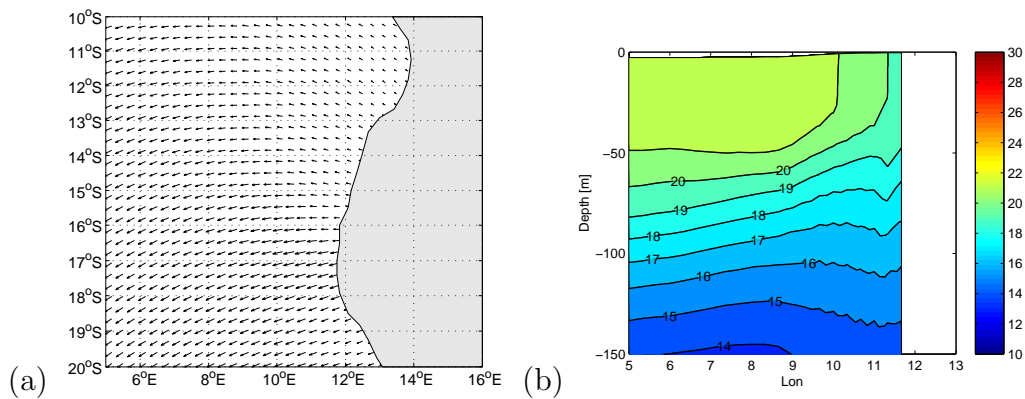 10°S
11°S
12°S
13°S
14°S
15°S
16°S
17°S
18°S
19°S
20°S
6°E 8°E 10°E 12°E 14°E 16°E
(a)
0
−50
−100
−150
Depth [m]
5 6 7 8 9 10 11 12 13
Lon
20 20
19 19
18 18
17 17
16 16
15 15
14
30
28
26
24
22
20
18
16
14
12
10
(b)